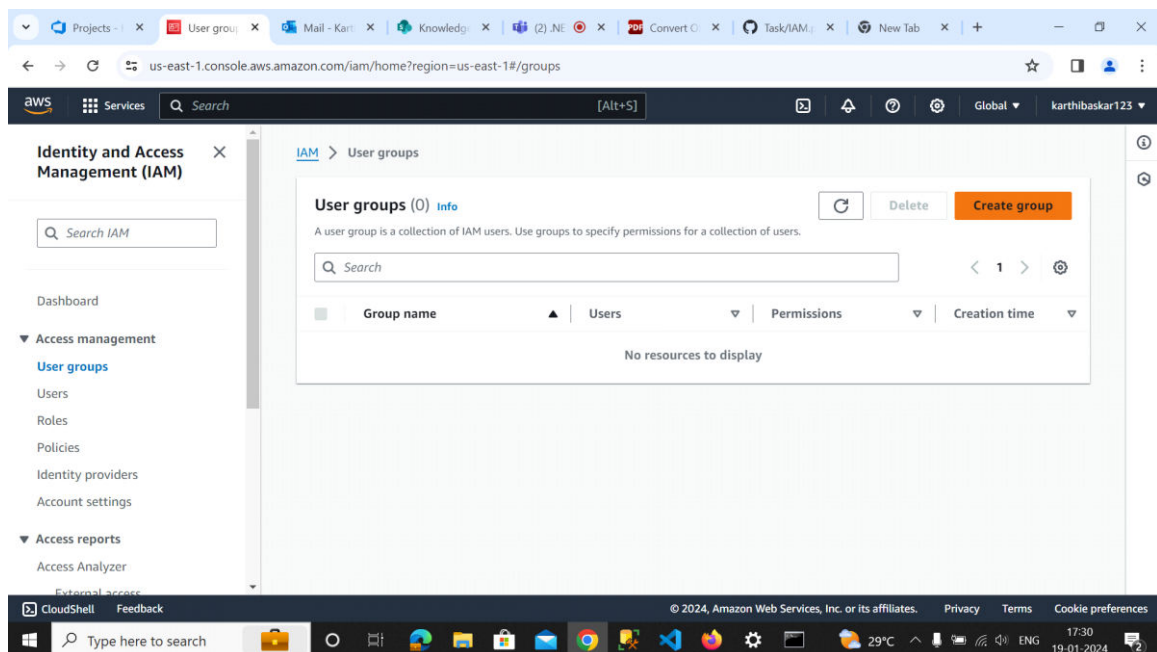 Projects - I
User group
Mail - Karti
Knowledge
(2) .NE
PDF Convert O
Task/IAM.
New Tab
us-east-1.console.aws.amazon.com/iam/home?region=us-east-1#/groups
aws Services Search [Alt+S] Global karthibaskar123
Identity and Access
Management (IAM)
Search IAM
Dashboard
Access management
User groups
Users
Roles
Policies
Identity providers
Account settings
Access reports
Access Analyzer
External access
IAM > User groups
User groups (0) Info Delete Create group
A user group is a collection of IAM users. Use groups to specify permissions for a collection of users.
Search 1
Group name Users Permissions Creation time
No resources to display
CloudShell Feedback © 2024, Amazon Web Services, Inc. or its affiliates. Privacy Terms Cookie preferences
Type here to search 29°C ENG 17:30
19-01-2024 2